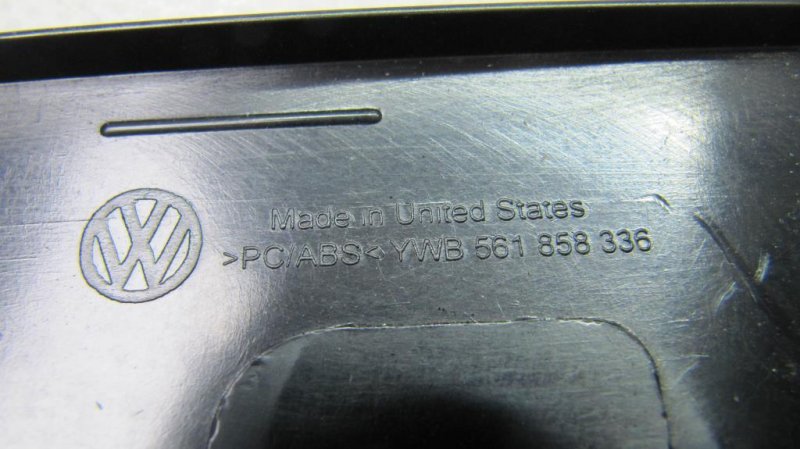 Made in United States
>PC/ABS< YWB 561 858 336